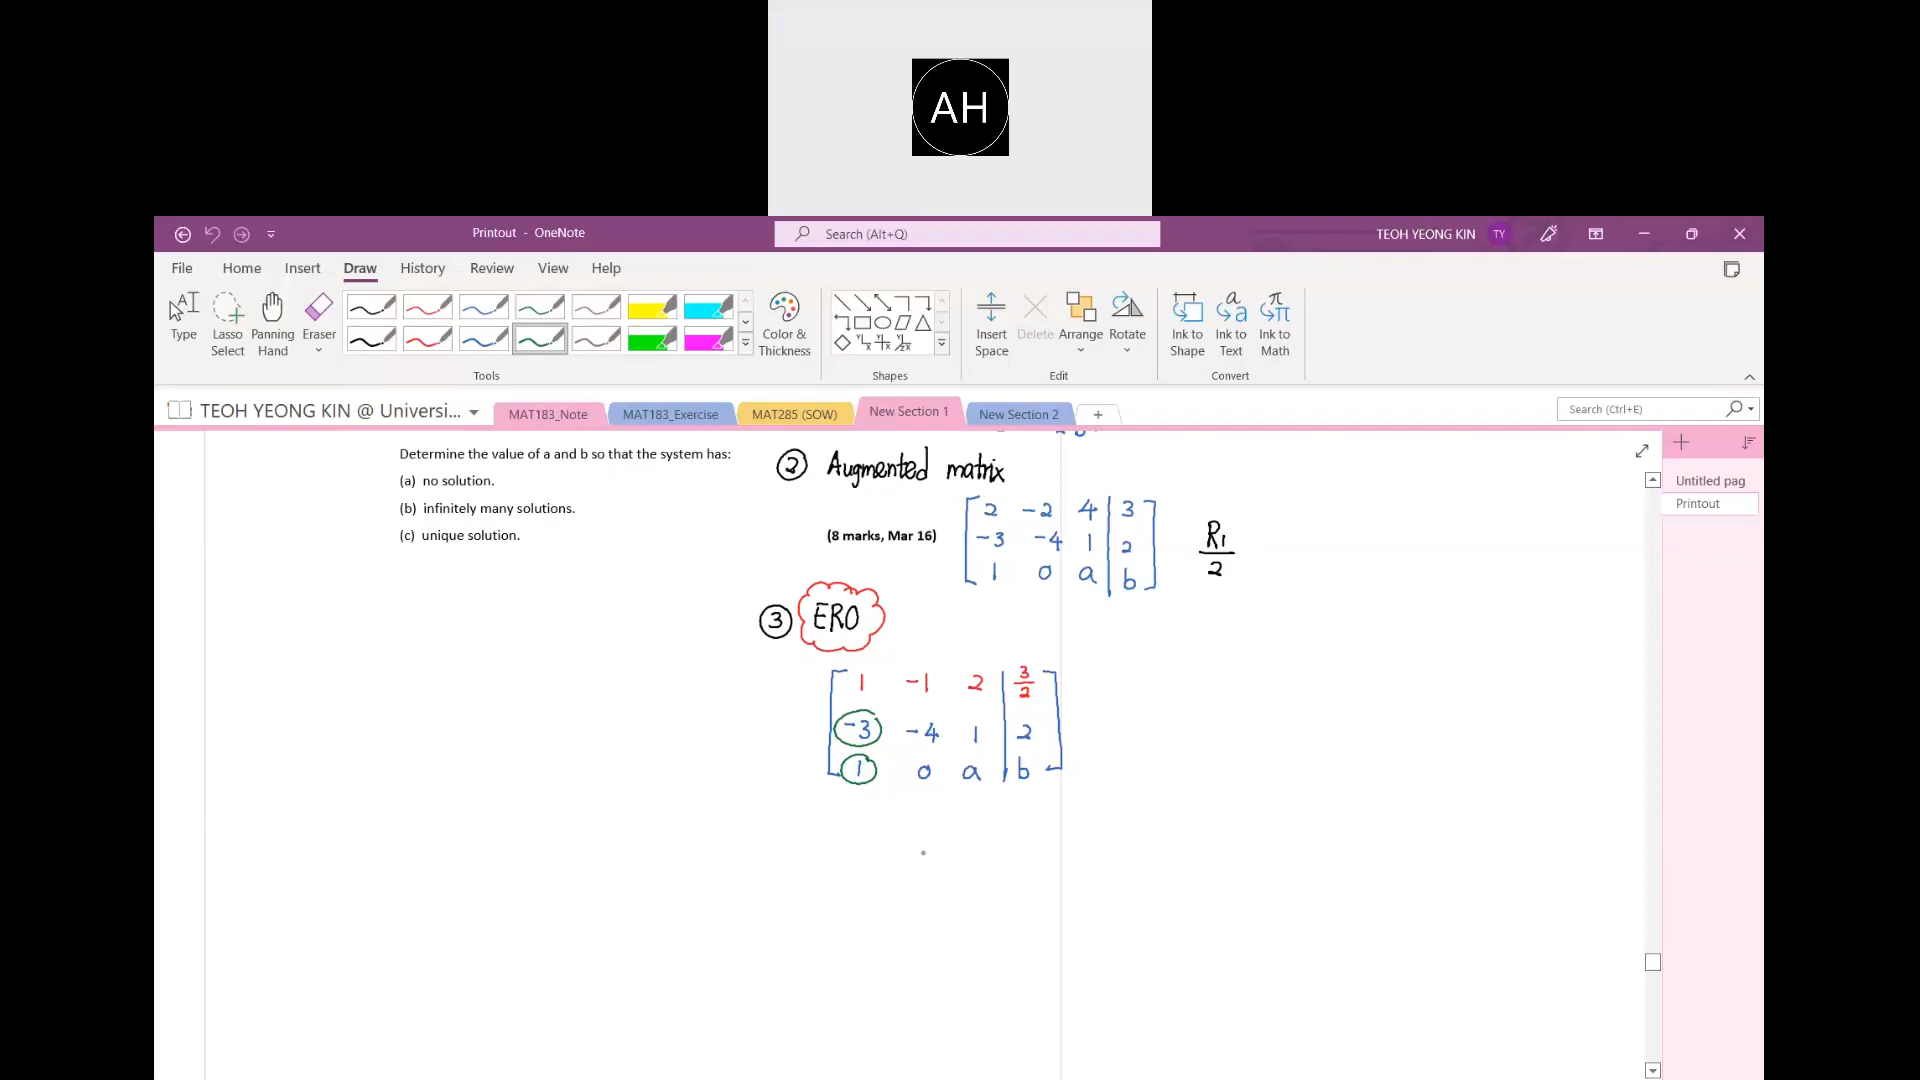 AH
Printout - OneNote
Search (Alt+Q)
TEOH YEONG KIN TY
File Home Insert Draw History Review View Help
Type
Lasso Select
Panning Hand
Eraser
Color & Thickness
Insert Space
Delete
Arrange
Rotate
Ink to Shape
Ink to Text
Ink to Math
Tools Shapes Edit Convert
TEOH YEONG KIN @ Universi...
MAT183_Note MAT183_Exercise MAT285 (SOW) New Section 1 New Section 2 +
Search (Ctrl+E)
Untitled pag
Printout
Determine the value of a and b so that the system has:
(a) no solution.
(b) infinitely many solutions.
(c) unique solution.
(8 marks, Mar 16)
② Augmented matrix
2 -2 4 | 3
-3 -4 1 | 2
1 0 a | b
R1
2
③ ERO
1 -1 2 | 3/2
-3 -4 1 | 2
1 0 a | b